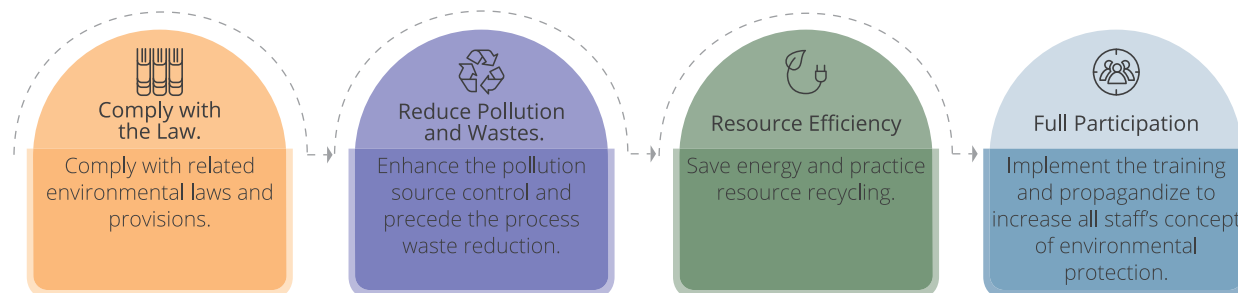 Comply with
the Law.
Comply with related
environmental laws and
provisions.
Reduce Pollution
and Wastes.
Enhance the pollution
source control and
precede the process
waste reduction.
Resource Efficiency
Save energy and practice
resource recycling.
Full Participation
Implement the training
and propagandize to
increase all staff's concept
of environmental
protection.